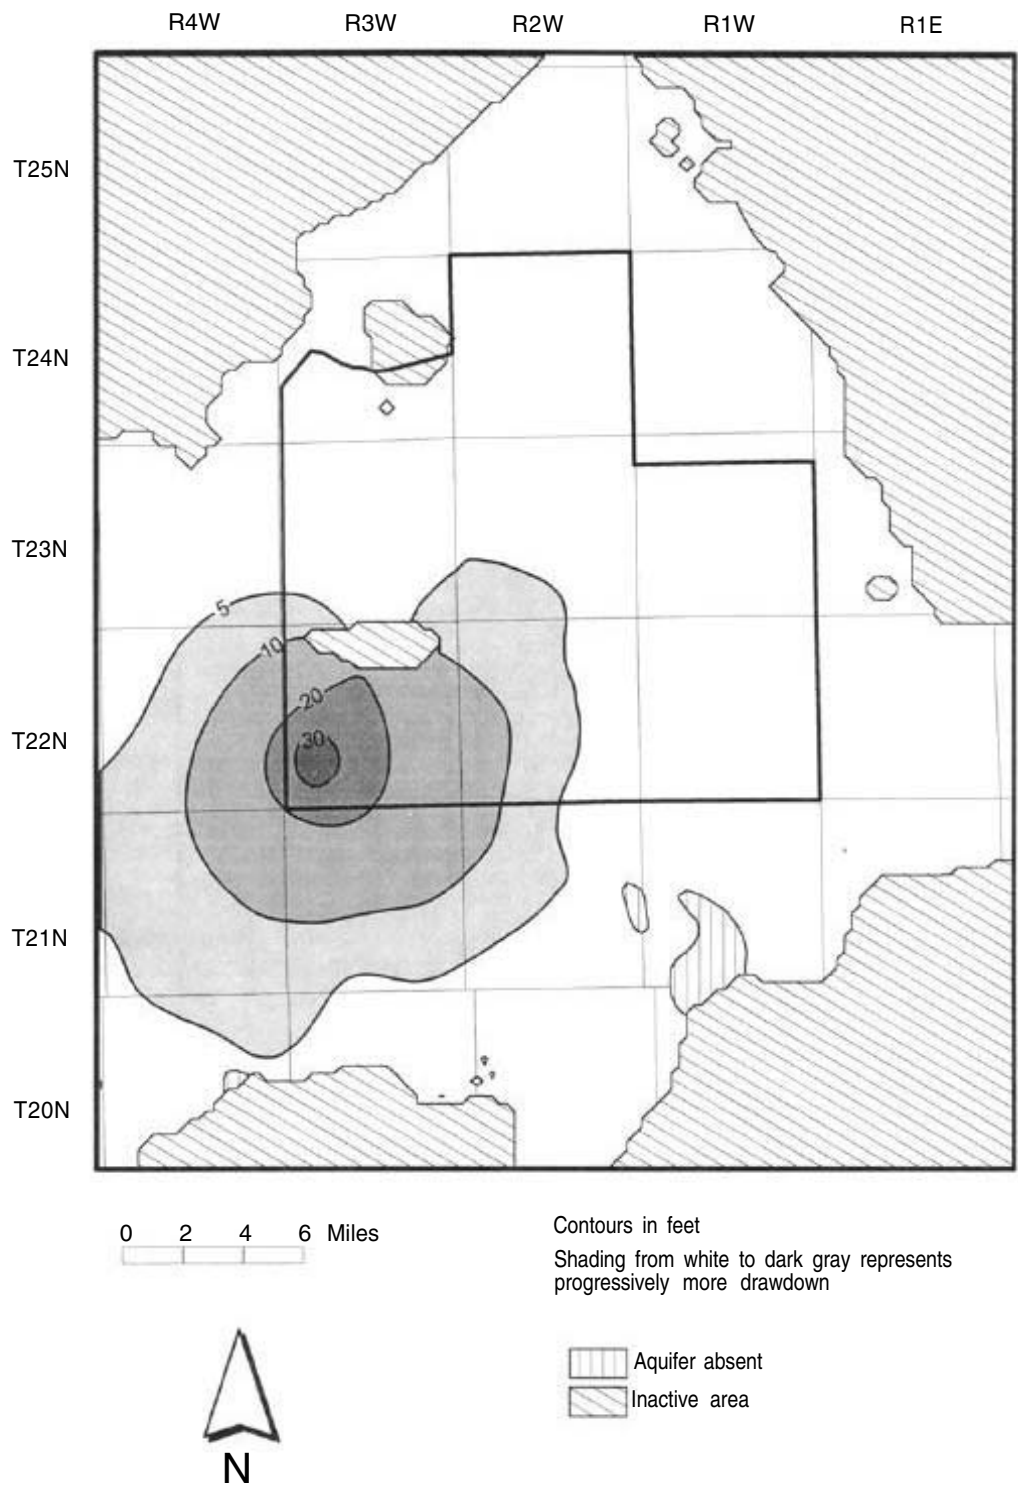 R4W R3W R2W R1W R1E
T25N
T24N
T23N
5
10
20
T22N
30
T21N
T20N
0 2 4 6 Miles
Contours in feet
Shading from white to dark gray represents
progressively more drawdown
Aquifer absent
Inactive area
N